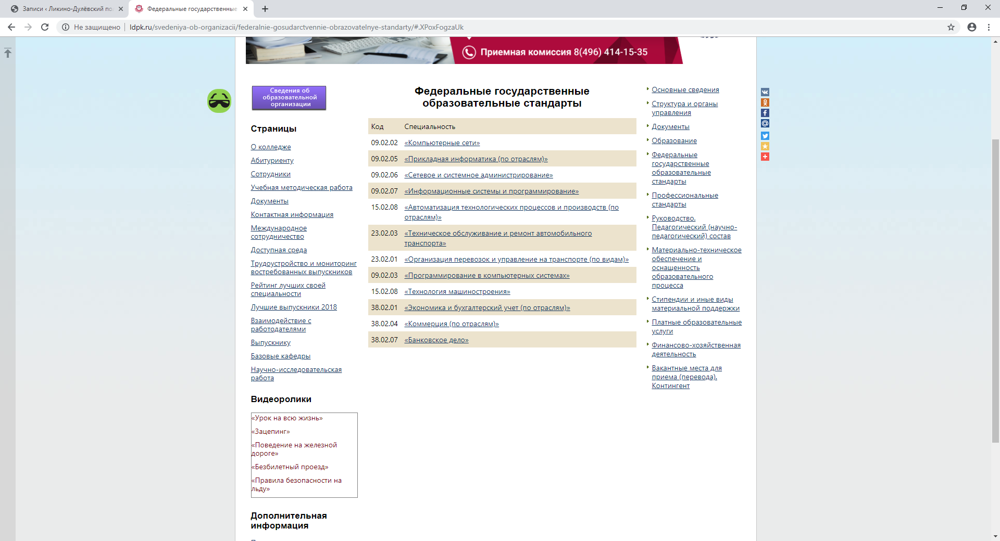 Записи ‹ Ликино-Дулёвский по
Федеральные государственные
Не защищено
ldpk.ru/svedeniya-ob-organizacii/federalnie-gosudarctvennie-obrazovatelnye-standarty/#.XPoxFogzaUk
Приемная комиссия 8(496) 414-15-35
Сведения об
образовательной
организации
Страницы
О колледже
Абитуриенту
Сотрудники
Учебная методическая работа
Документы
Контактная информация
Международное
сотрудничество
Доступная среда
Трудоустройство и мониторинг
востребованных выпускников
Рейтинг лучших своей
специальности
Лучшие выпускники 2018
Взаимодействие с
работодателями
Выпускнику
Базовые кафедры
Научно-исследовательская
работа
Видеоролики
«Урок на всю жизнь»
«Зацепинг»
«Поведение на железной
дороге»
«Безбилетный проезд»
«Правила безопасности на
льду»
Дополнительная
информация
Федеральные государственные
образовательные стандарты
Код Специальность
09.02.02 «Компьютерные сети»
09.02.05 «Прикладная информатика (по отраслям)»
09.02.06 «Сетевое и системное администрирование»
09.02.07 «Информационные системы и программирование»
15.02.08 «Автоматизация технологических процессов и производств (по
отраслям)»
23.02.03 «Техническое обслуживание и ремонт автомобильного
транспорта»
23.02.01 «Организация перевозок и управление на транспорте (по видам)»
09.02.03 «Программирование в компьютерных системах»
15.02.08 «Технология машиностроения»
38.02.01 «Экономика и бухгалтерский учет (по отраслям)»
38.02.04 «Коммерция (по отраслям)»
38.02.07 «Банковское дело»
Основные сведения
Структура и органы
управления
Документы
Образование
Федеральные
государственные
образовательные
стандарты
Профессиональные
стандарты
Руководство.
Педагогический (научно-
педагогический) состав
Материально-техническое
обеспечение и
оснащенность
образовательного
процесса
Стипендии и иные виды
материальной поддержки
Платные образовательные
услуги
Финансово-хозяйственная
деятельность
Вакантные места для
приема (перевода).
Контингент